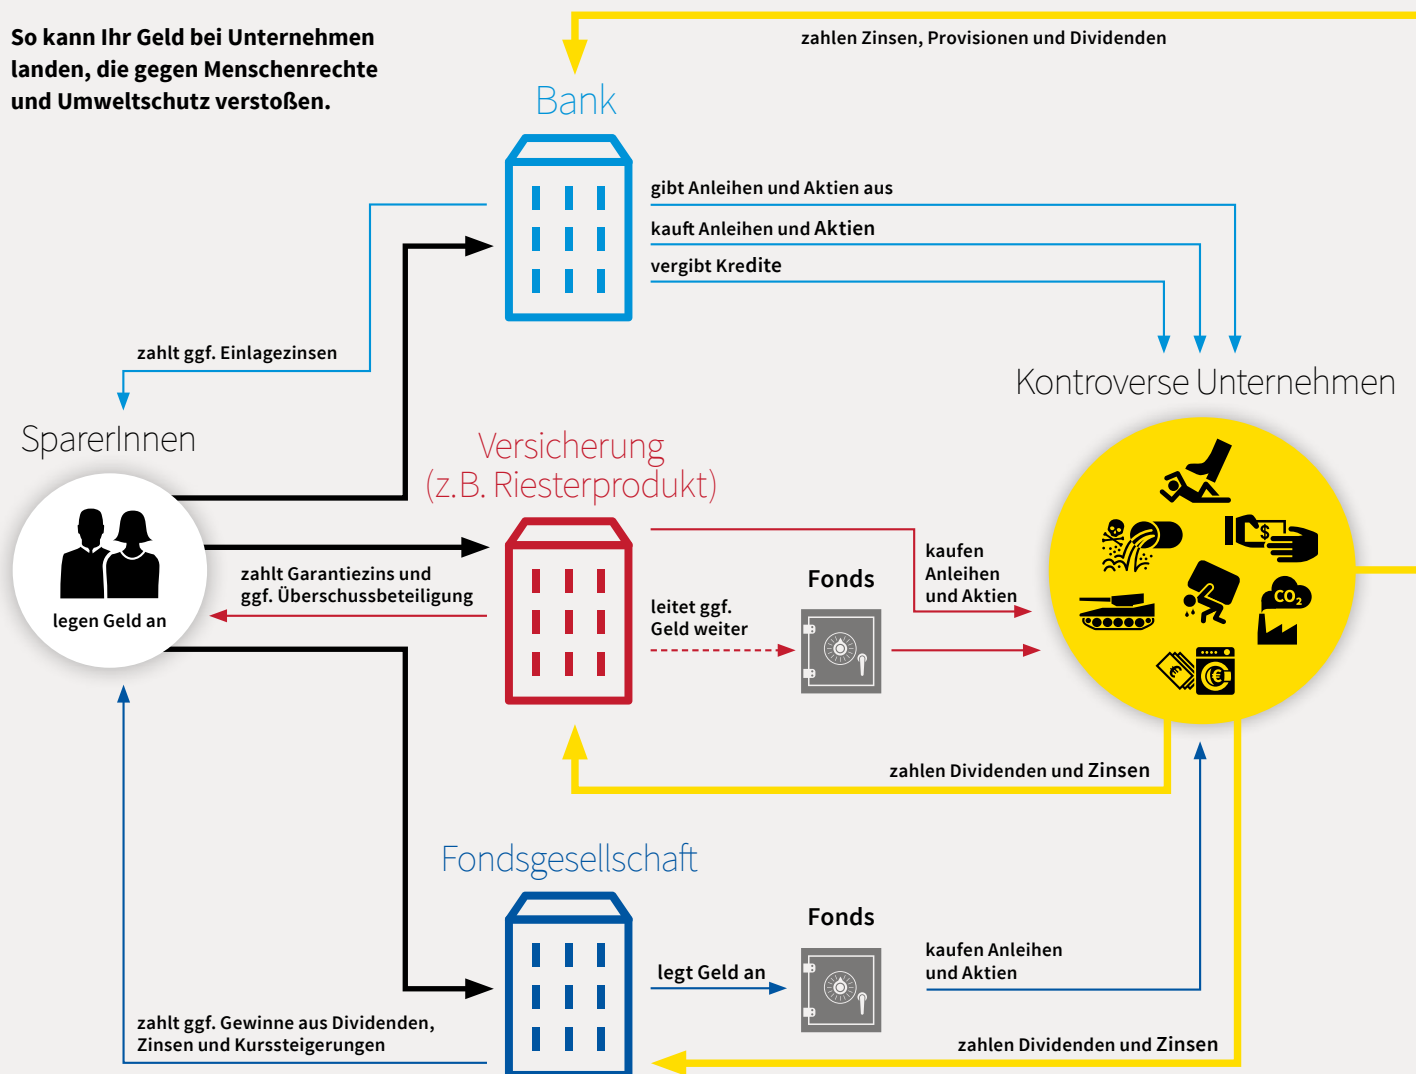 So kann Ihr Geld bei Unternehmen
landen, die gegen Menschenrechte
und Umweltschutz verstoßen.
zahlen Zinsen, Provisionen und Dividenden
Bank
gibt Anleihen und Aktien aus
kauft Anleihen und Aktien
vergibt Kredite
zahlt ggf. Einlagezinsen
Kontroverse Unternehmen
SparerInnen
legen Geld an
Versicherung
(z.B. Riesterprodukt)
zahlt Garantiezins und
ggf. Überschussbeteiligung
leitet ggf.
Geld weiter
Fonds
kaufen
Anleihen
und Aktien
$
CO₂
€
€
zahlen Dividenden und Zinsen
Fondsgesellschaft
legt Geld an
Fonds
kaufen Anleihen
und Aktien
zahlt ggf. Gewinne aus Dividenden,
Zinsen und Kurssteigerungen
zahlen Dividenden und Zinsen